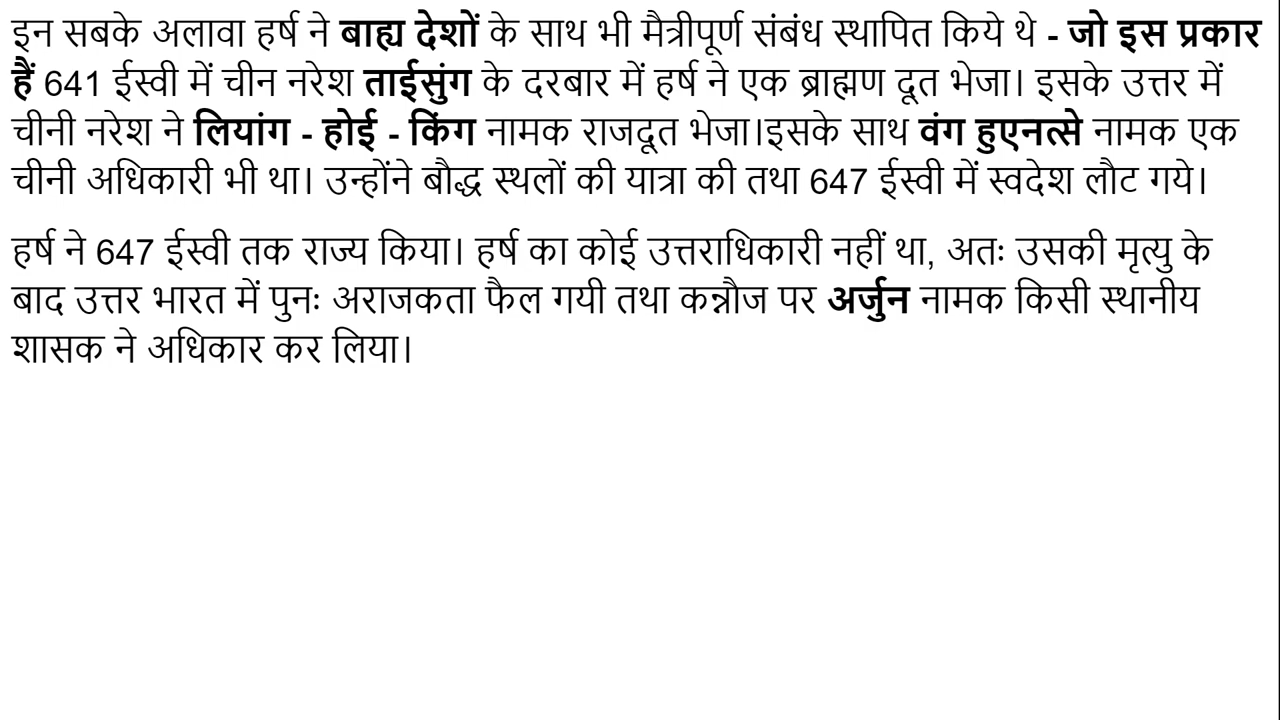 इन सबके अलावा हर्ष ने बाह्य देशों के साथ भी मैत्रीपूर्ण संबंध स्थापित किये थे - जो इस प्रकार
हैं 641 ईस्वी में चीन नरेश ताईसुंग के दरबार में हर्ष ने एक ब्राह्मण दूत भेजा। इसके उत्तर में
चीनी नरेश ने लियांग - होई - किंग नामक राजदूत भेजा।इसके साथ वंग हुएनत्से नामक एक
चीनी अधिकारी भी था। उन्होंने बौद्ध स्थलों की यात्रा की तथा 647 ईस्वी में स्वदेश लौट गये।
हर्ष ने 647 ईस्वी तक राज्य किया। हर्ष का कोई उत्तराधिकारी नहीं था, अतः उसकी मृत्यु के
बाद उत्तर भारत में पुनः अराजकता फैल गयी तथा कन्नौज पर अर्जुन नामक किसी स्थानीय
शासक ने अधिकार कर लिया।